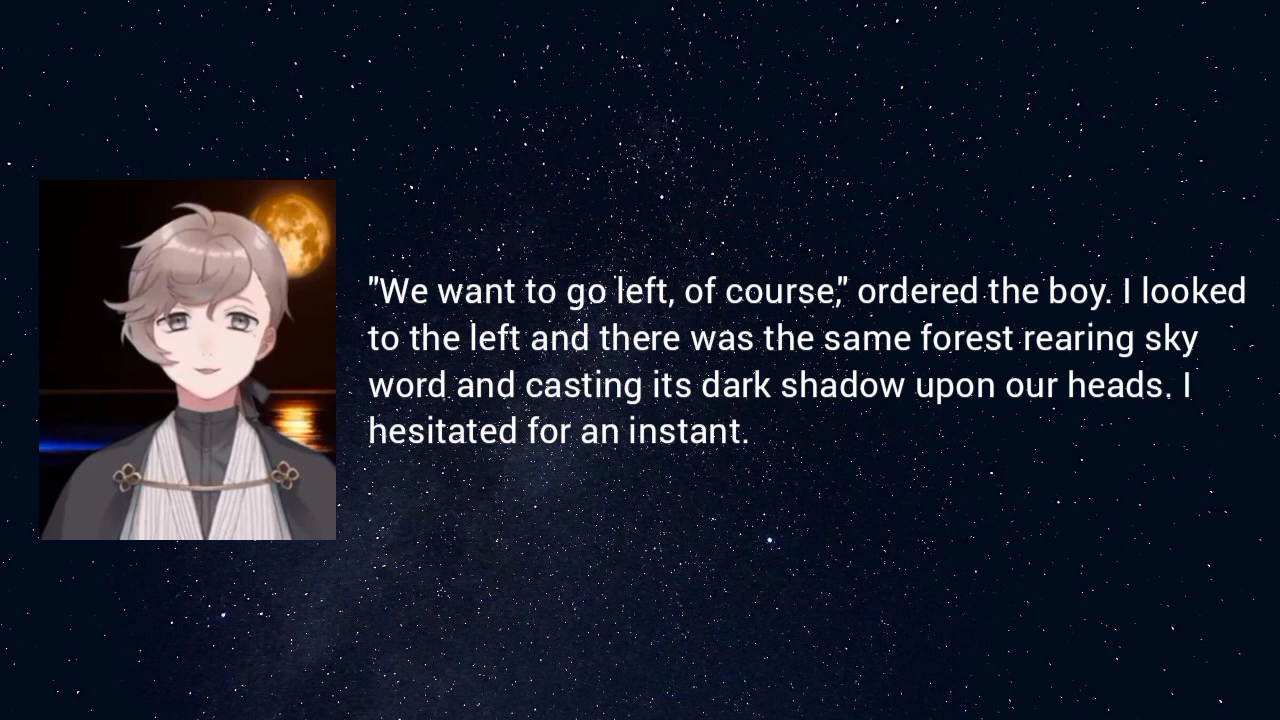 "We want to go left, of course," ordered the boy. I looked
to the left and there was the same forest rearing sky
word and casting its dark shadow upon our heads. I
hesitated for an instant.